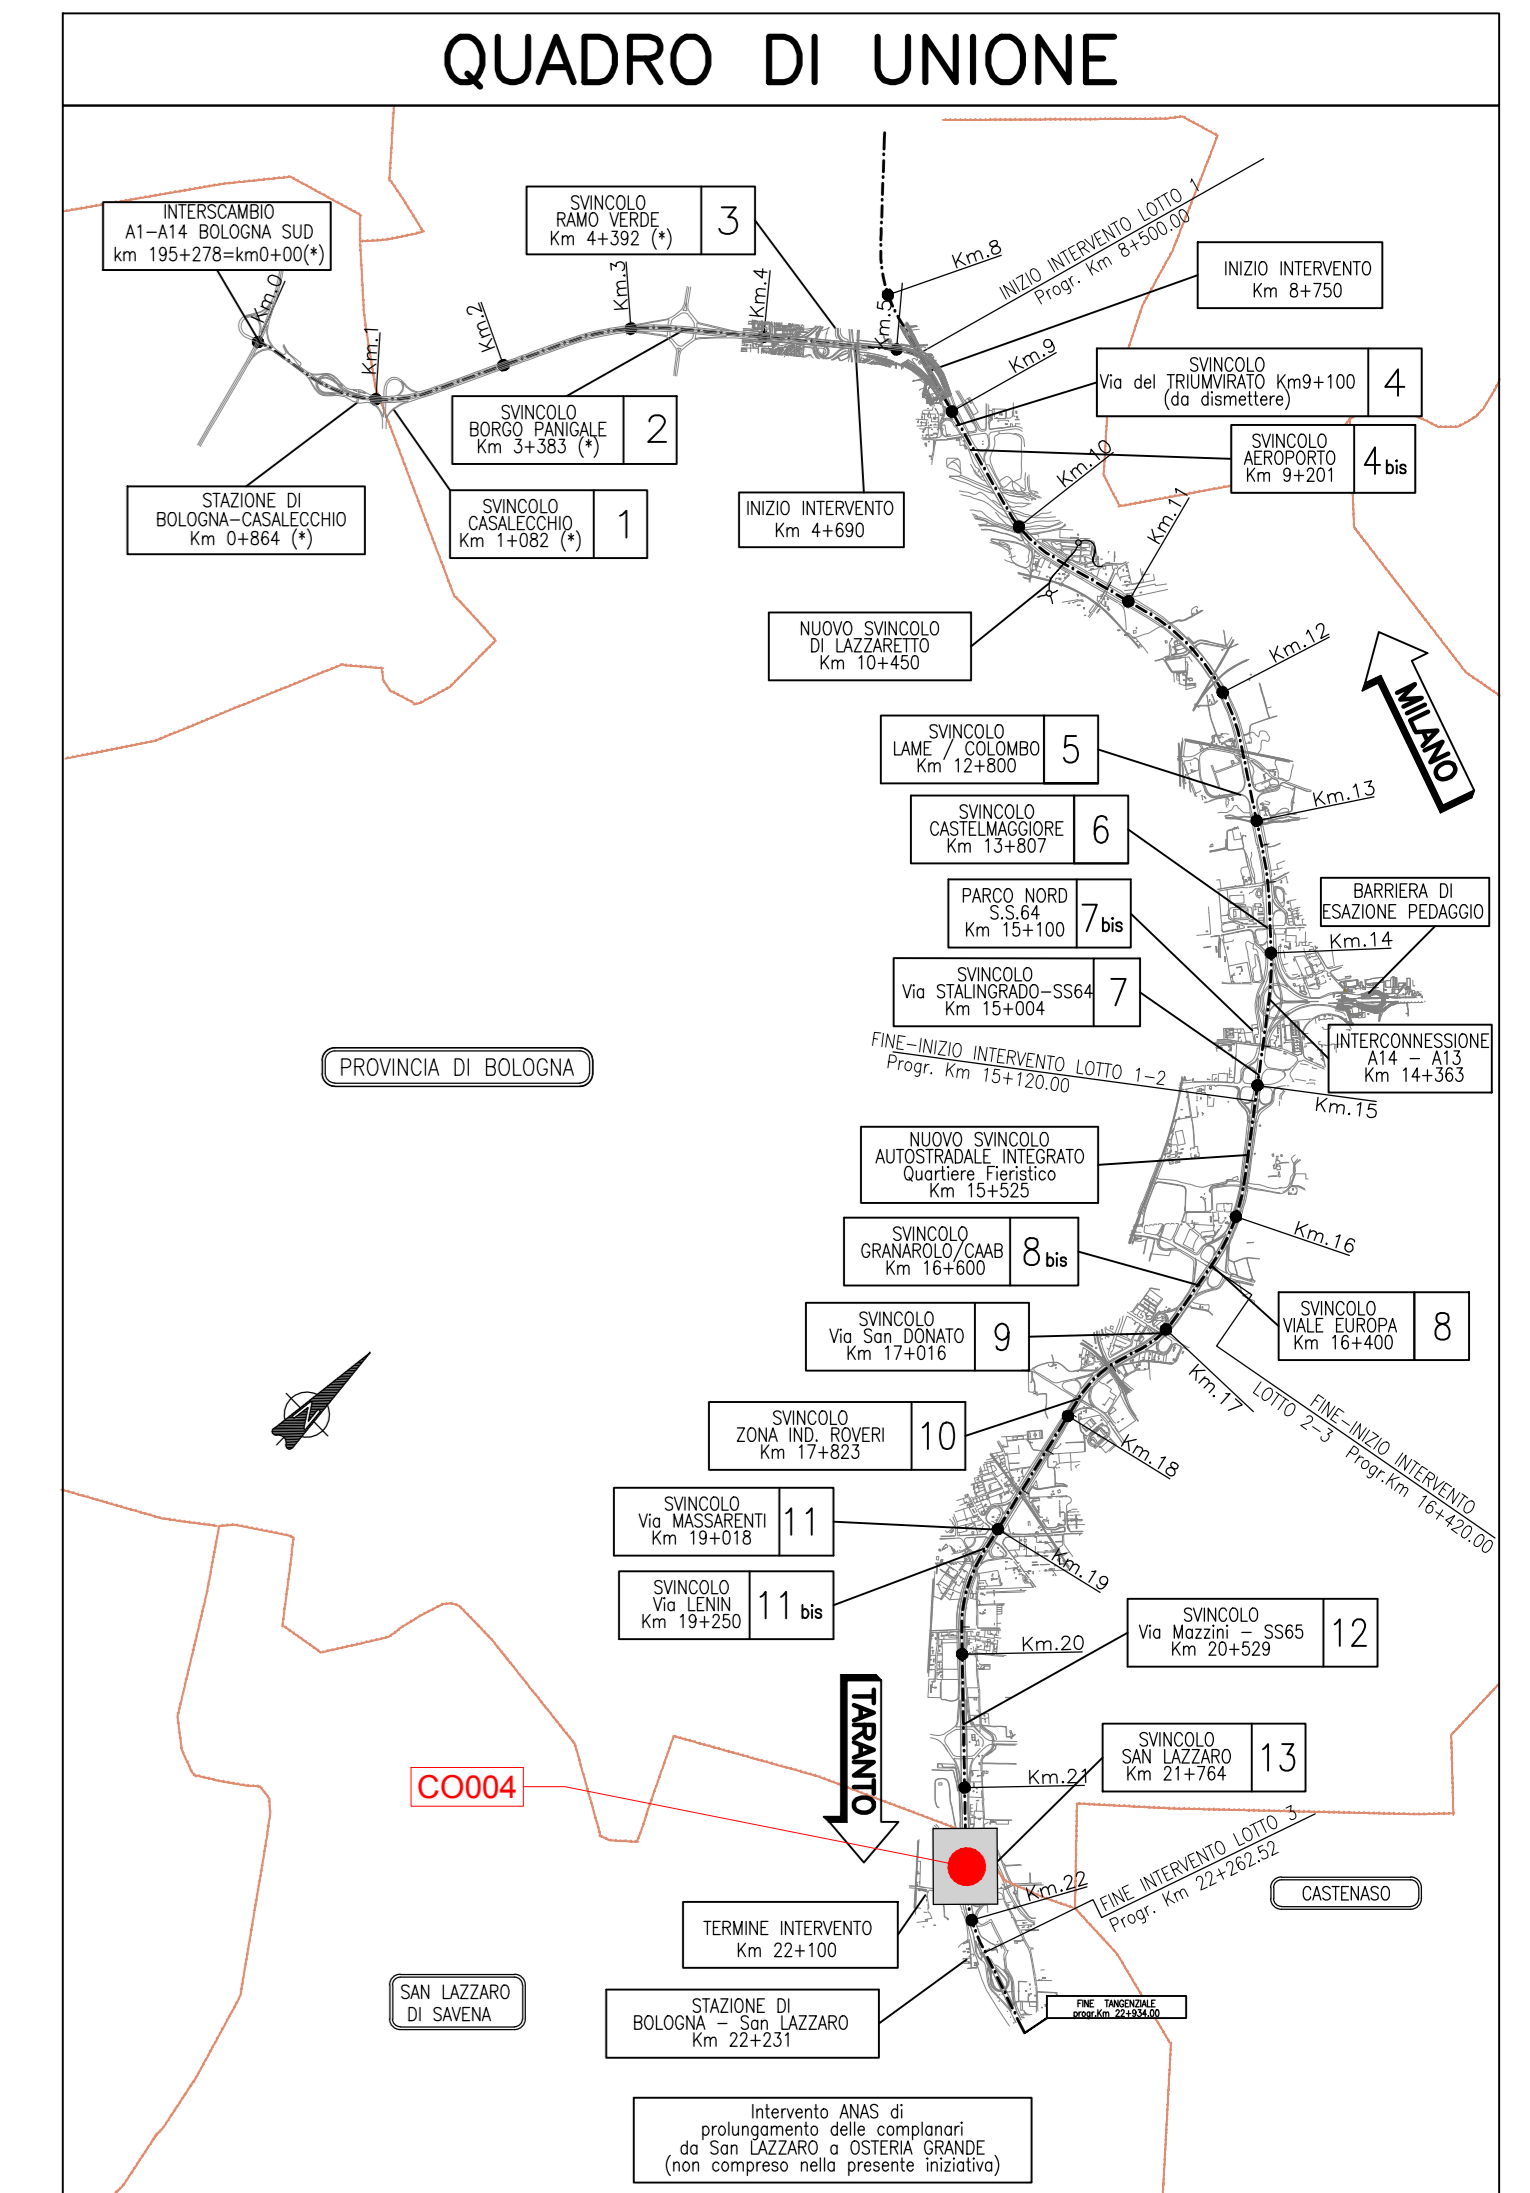 QUADRO DI UNIONE
INTERSCAMBIO
A1-A14 BOLOGNA SUD
km 195+278=km0+00(*)
SVINCOLO
RAMO VERDE
Km 4+392 (*)
3
INIZIO INTERVENTO LOTTO 1
Progr. Km 8+500.00
INIZIO INTERVENTO
Km 8+750
Km.0
Km.1
Km.2
Km.3
Km.4
Km.5
Km.8
Km.9
SVINCOLO
Via del TRIUMVIRATO Km9+100
(da dismettere)
4
SVINCOLO
BORGO PANIGALE
Km 3+383 (*)
2
SVINCOLO
AEROPORTO
Km 9+201
4 bis
STAZIONE DI
BOLOGNA-CASALECCHIO
Km 0+864 (*)
SVINCOLO
CASALECCHIO
Km 1+082 (*)
1
INIZIO INTERVENTO
Km 4+690
Km.10
Km.11
NUOVO SVINCOLO
DI LAZZARETTO
Km 10+450
Km.12
MILANO
SVINCOLO
LAME / COLOMBO
Km 12+800
5
Km.13
SVINCOLO
CASTELMAGGIORE
Km 13+807
6
PARCO NORD
S.S.64
Km 15+100
7 bis
BARRIERA DI
ESAZIONE PEDAGGIO
Km.14
SVINCOLO
Via STALINGRADO-SS64
Km 15+004
7
INTERCONNESSIONE
A14 - A13
Km 14+363
FINE-INIZIO INTERVENTO LOTTO 1-2
Progr. Km 15+120.00
PROVINCIA DI BOLOGNA
Km.15
NUOVO SVINCOLO
AUTOSTRADALE INTEGRATO
Quartiere Fieristico
Km 15+525
Km.16
SVINCOLO
GRANAROLO/CAAB
Km 16+600
8 bis
SVINCOLO
VIALE EUROPA
Km 16+400
8
SVINCOLO
Via San DONATO
Km 17+016
9
Km.17
FINE-INIZIO INTERVENTO
LOTTO 2-3 Progr.Km 16+420.00
N
SVINCOLO
ZONA IND. ROVERI
Km 17+823
10
Km.18
SVINCOLO
Via MASSARENTI
Km 19+018
11
Km.19
SVINCOLO
Via LENIN
Km 19+250
11 bis
SVINCOLO
Via Mazzini - SS65
Km 20+529
12
Km.20
TARANTO
SVINCOLO
SAN LAZZARO
Km 21+764
13
Km.21
CO004
FINE INTERVENTO LOTTO 3
Progr. Km 22+262.52
Km.22
CASTENASO
TERMINE INTERVENTO
Km 22+100
SAN LAZZARO
DI SAVENA
STAZIONE DI
BOLOGNA - San LAZZARO
Km 22+231
FINE TANGENZIALE
progr.Km 22+934.00
Intervento ANAS di
prolungamento delle complanari
da San LAZZARO a OSTERIA GRANDE
(non compreso nella presente iniziativa)